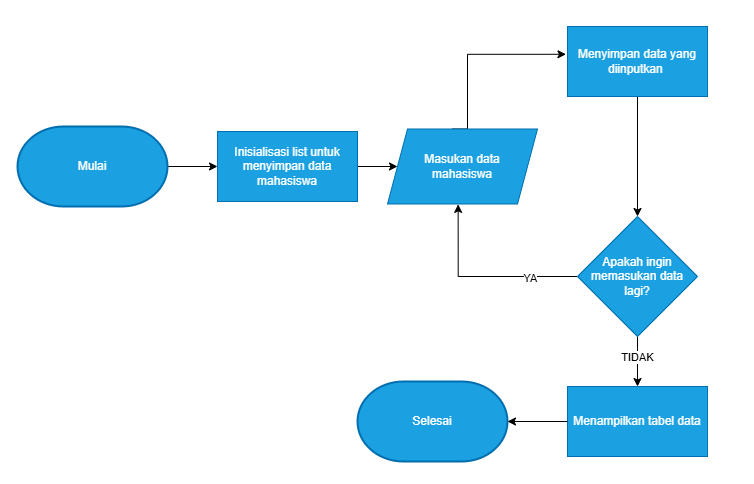 Mulai
Inisialisasi list untuk
menyimpan data
mahasiswa
Masukan data
mahasiswa
Menyimpan data yang
diinputkan
Apakah ingin
memasukan data
lagi?
YA
TIDAK
Menampilkan tabel data
Selesai